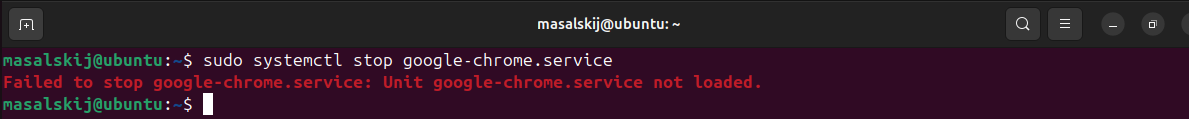 masalskij@ubuntu: ~
masalskij@ubuntu:~$ sudo systemctl stop google-chrome.service
Failed to stop google-chrome.service: Unit google-chrome.service not loaded.
masalskij@ubuntu:~$